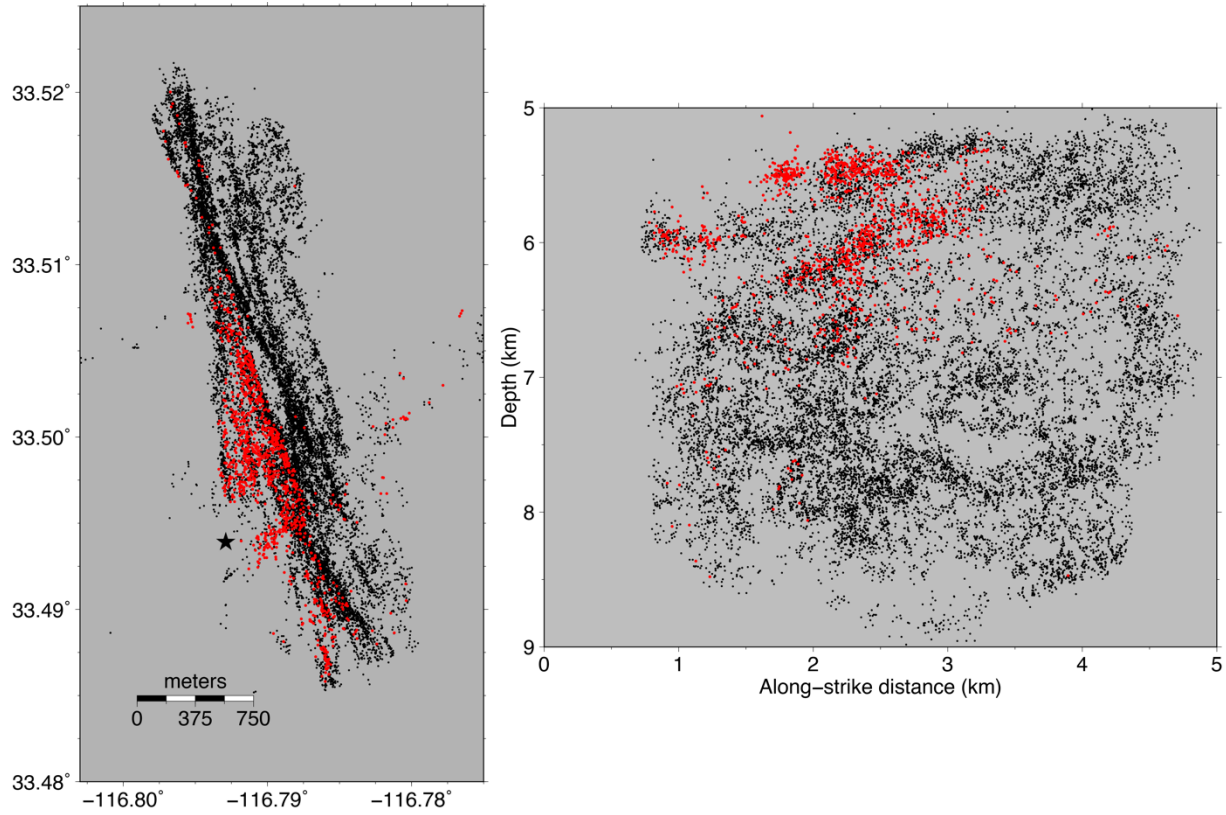 33.52°
33.51°
33.50°
33.49°
33.48°
meters
0 375 750
−116.80° −116.79° −116.78°
5
6
7
8
9
Depth (km)
0 1 2 3 4 5
Along−strike distance (km)